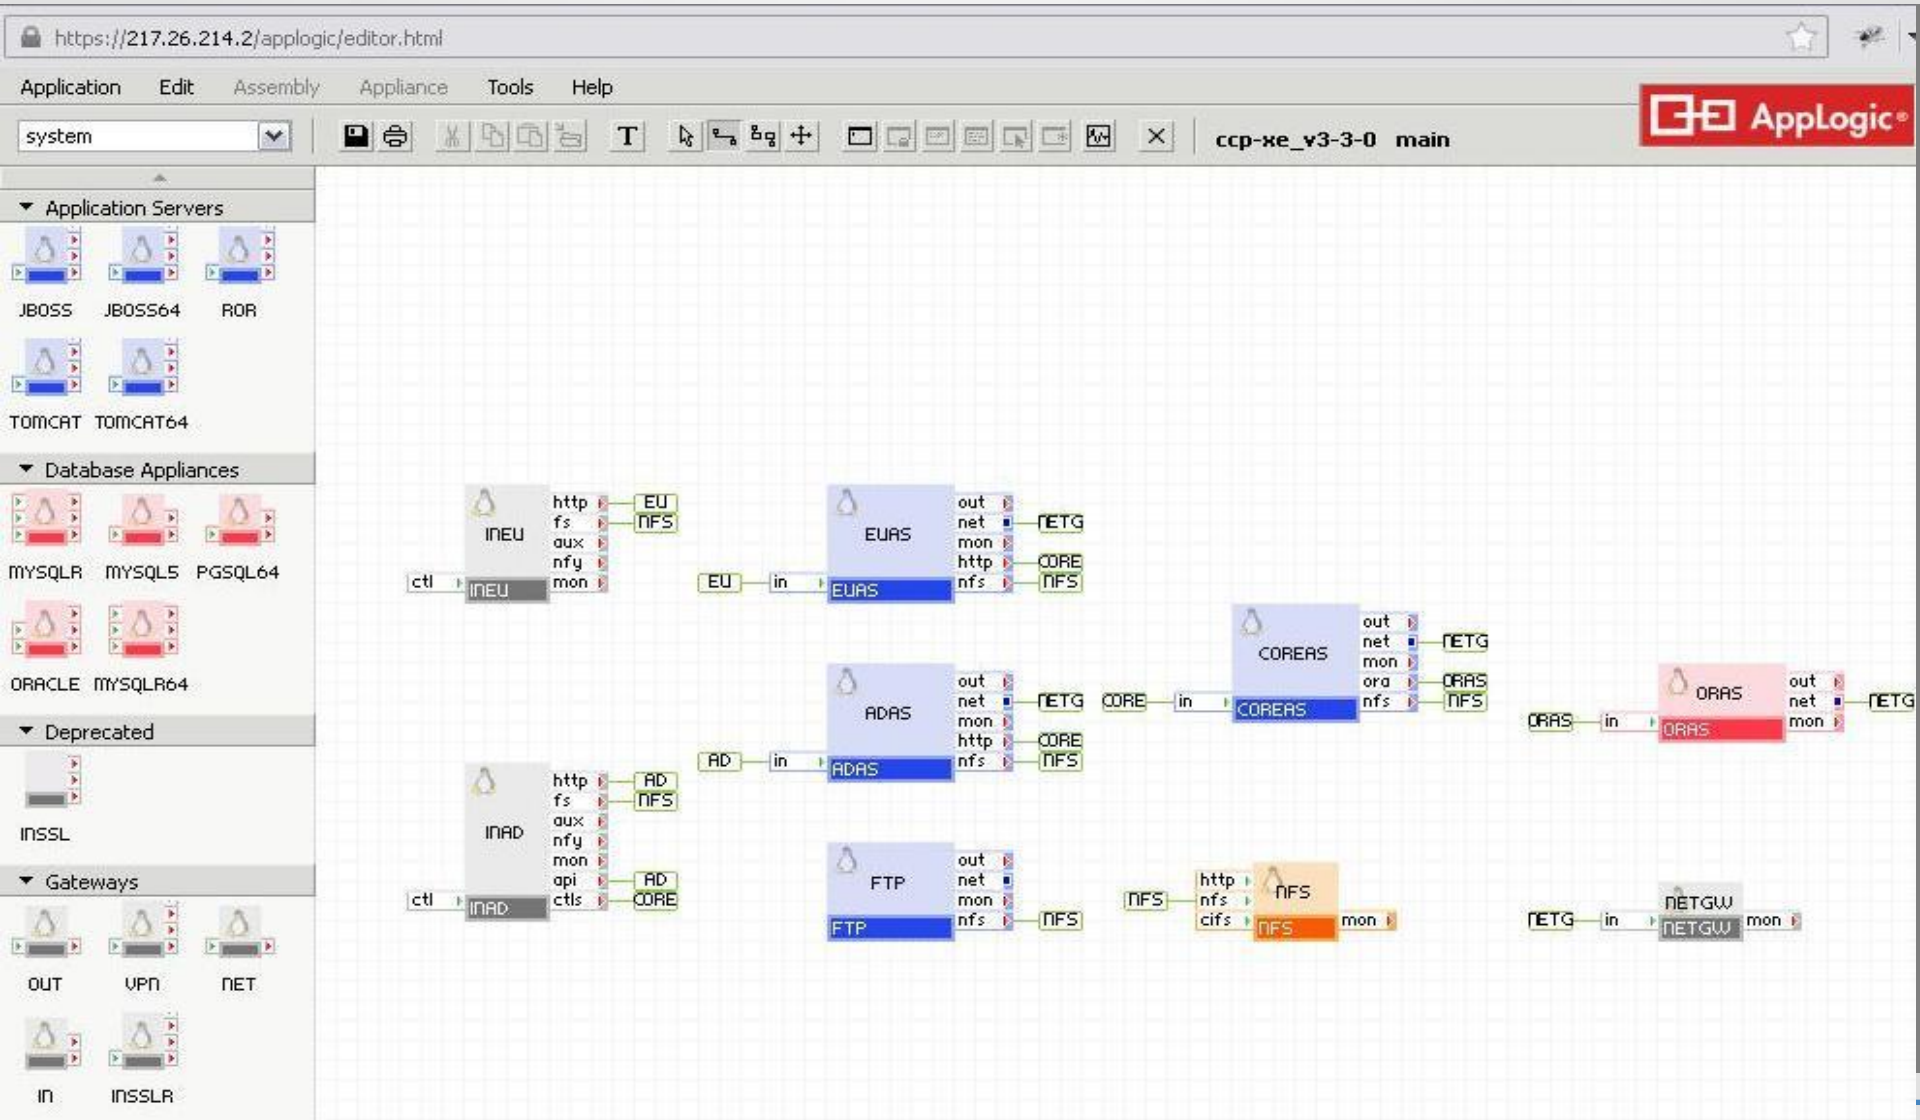 https://217.26.214.2/applogic/editor.html
Application Edit Assembly Appliance Tools Help
AppLogic
system
T
ccp-xe_v3-3-0 main
Application Servers
JBOSS JBOSS64 ROR
TOMCAT TOMCAT64
Database Appliances
MYSQLR MYSQL5 PGSQL64
ORACLE MYSQLR64
Deprecated
INSSL
Gateways
OUT VPN NET
IN INSSLR
INEU
http EU
fs NFS
aux
nfy
ctl INEU mon
EUAS
out
net NETG
mon
http CORE
EU in EUAS nfs NFS
COREAS
out
net NETG
mon
ora ORAS
CORE in COREAS nfs NFS
ADAS
out
net NETG
mon
http CORE
AD in ADAS nfs NFS
ORAS
out
net NETG
ORAS in ORAS mon
INAD
http AD
fs NFS
aux
nfy
mon
api AD
ctl INAD ctls CORE
FTP
out
net
mon
FTP nfs NFS
NFS
http
NFS nfs
cifs NFS mon
NETGW
NETG in NETGW mon